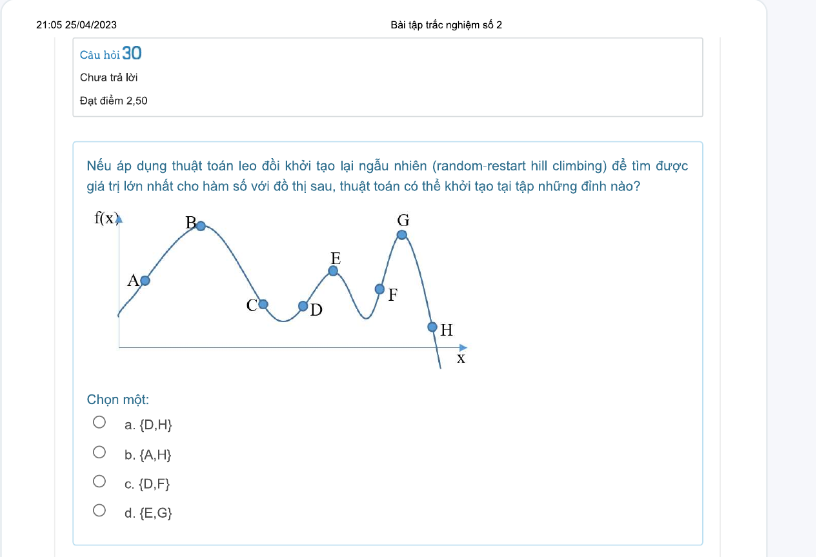 21:05 25/04/2023
Bài tập trắc nghiệm số 2
Câu hỏi 30
Chưa trả lời
Đạt điểm 2,50
Nếu áp dụng thuật toán leo đồi khởi tạo lại ngẫu nhiên (random-restart hill climbing) để tìm được
giá trị lớn nhất cho hàm số với đồ thị sau, thuật toán có thể khởi tạo tại tập những đỉnh nào?
f(x)
B
G
E
A
F
C
D
H
x
Chọn một:
a. {D,H}
b. {A,H}
c. {D,F}
d. {E,G}